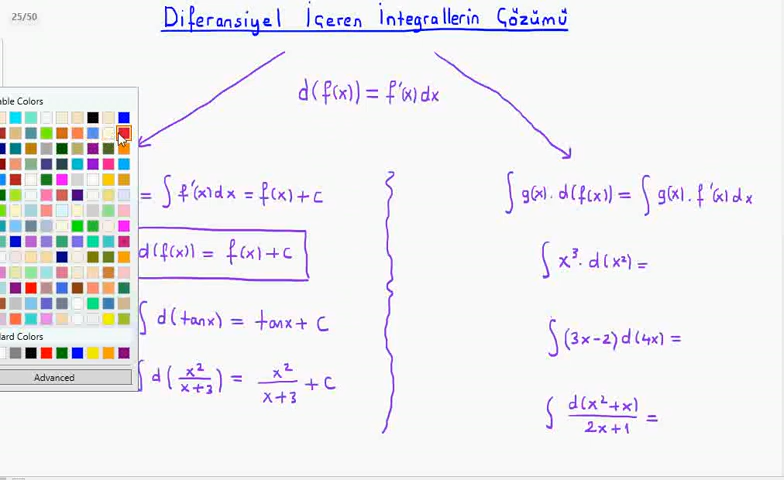 25/50
Diferansiyel İçeren İntegrallerin Çözümü
d(f(x)) = f'(x) dx
able Colors
dard Colors
Advanced
= ∫ f'(x) dx = f(x) + C
d(f(x)) = f(x) + C
∫ d(tanx) = tanx + C
∫ d(x²/(x+3)) = x²/(x+3) + C
∫ g(x). d(f(x)) = ∫ g(x). f'(x) dx
∫ x³. d(x²) =
∫ (3x-2) d(4x) =
∫ d(x²+x)/(2x+1) =